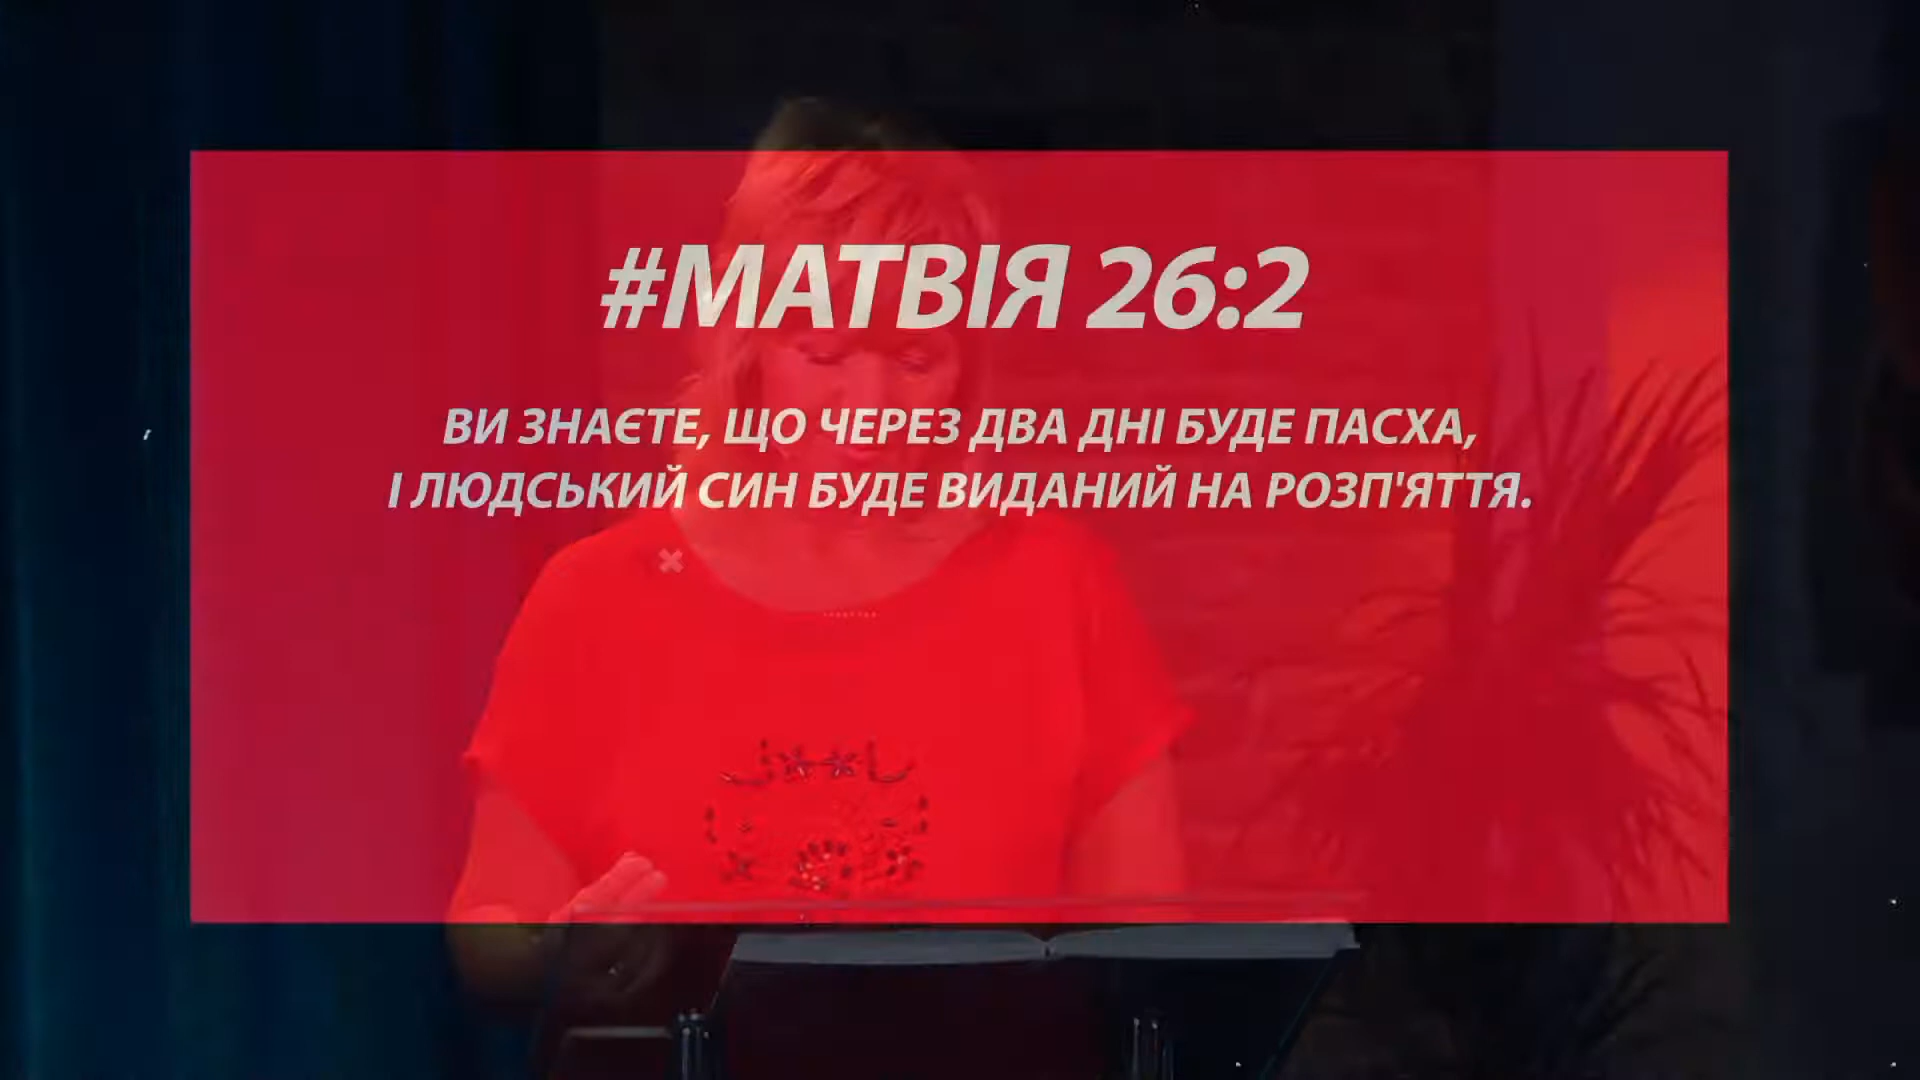 #МАТВІЯ 26:2
ВИ ЗНАЄТЕ, ЩО ЧЕРЕЗ ДВА ДНІ БУДЕ ПАСХА,
І ЛЮДСЬКИЙ СИН БУДЕ ВИДАНИЙ НА РОЗП'ЯТТЯ.